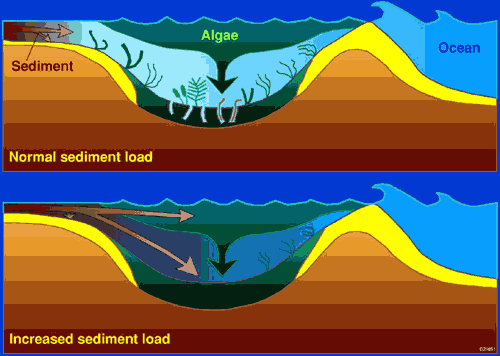 Algae
Ocean
Sediment
Normal sediment load
Increased sediment load